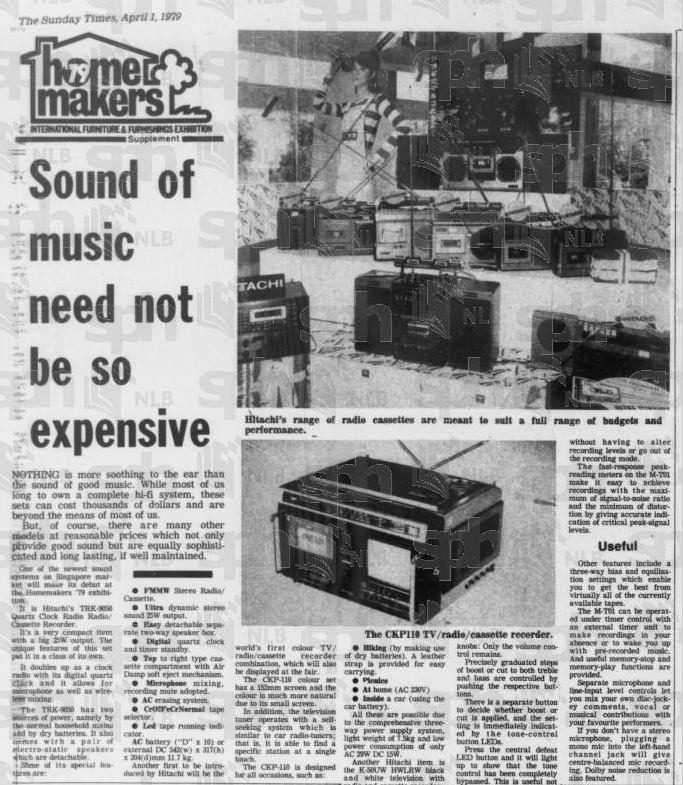 The Sunday Times, April 1, 1979
home '79
makers
INTERNATIONAL FURNITURE & FURNISHINGS EXHIBITION
Supplement
Sound of
music
need not
be so
expensive
HITACHI
HITACHI
Hitachi's range of radio cassettes are meant to suit a full range of budgets and
performance.
NOTHING is more soothing to the ear than
the sound of good music. While most of us
long to own a complete hi-fi system, these
sets can cost thousands of dollars and are
beyond the means of most of us.
But, of course, there are many other
models at reasonable prices which not only
provide good sound but are equally sophisti-
cated and long lasting, if well maintained.
One of the newest sound
systems on Singapore mar-
ket will make its debut at
the Homemakers '79 exhibi-
tion.
It is Hitachi's TRK-9050
Quartz Clock Radio Radio/
Cassette Recorder.
It's a very compact item
with a big 25W output. The
unique features of this set
put it in a class of its own.
It doubles up as a clock
radio with its digital quartz
clock and it allows for
microphone as well as wire-
less mixing.
The TRK-9050 has two
sources of power, namely by
the normal household mains
and by dry batteries. It also
comes with a pair of
electro-static speakers
which are detachable.
Some of its special fea-
tures are:
● FMMW Stereo Radio/
Cassette.
● Ultra dynamic stereo
sound 25W output.
● Easy detachable sepa-
rate two-way speaker box.
● Digital quartz clock
and timer standby.
● Top to right type cas-
sette compartment with Air
Damp soft eject mechanism.
● Microphone mixing,
recording mute adopted.
● AC erasing system.
● Cr02FeCrNormal tape
selector.
● Led tape running indi-
cator.
AC battery ("D" x 10) or
external DC 542(w) x 317(h)
x 204(d)mm 11.7 kg.
Another first to be intro-
duced by Hitachi will be the
The CKP110 TV/radio/cassette recorder.
world's first colour TV/
radio/cassette recorder
combination, which will also
be displayed at the fair.
The CKP-110 colour set
has a 152mm screen and the
colour is much more natural
due to its small screen.
In addition, the television
tuner operates with a self-
seeking system which is
similar to car radio-tuners;
that is, it is able to find a
specific station at a single
touch.
The CKP-110 is designed
for all occasions, such as:
● Hiking (by making use
of dry batteries). A leather
strap is provided for easy
carrying.
● Picnics
● At home (AC 230V)
● Inside a car (using the
car battery).
All these are possible due
to the comprehensive three-
way power supply system,
light weight of 7.5kg and low
power consumption of only
AC 29W DC 15W.
Another Hitachi item is
the K-50UW HWLRW black
and white television with
knobs: Only the volume con-
trol remains.
Precisely graduated steps
of boost or cut to both treble
and bass are controlled by
pushing the respective but-
tons.
There is a separate button
to decide whether boost or
cut is applied, and the set-
ting is immediately indicat-
ed by the tone-control
button LEDs.
Press the central defeat
LED button and it will light
up to show that the tone
control has been completely
bypassed. This is useful not
without having to alter
recording levels or go out of
the recording mode.
The fast-response peak-
reading meters on the M-T01
make it easy to achieve
recordings with the maxi-
mum of signal-to-noise ratio
and the minimum of distor-
tion by giving accurate indi-
cation of critical peak-signal
levels.
Useful
Other features include a
three-way bias and equilisa-
tion settings which enable
you to get the best from
virtually all of the currently
available tapes.
The M-T01 can be operat-
ed under timer control with
an external timer unit to
make recordings in your
absence or to wake you up
with pre-recorded music.
And useful memory-stop and
memory-play functions are
provided.
Separate microphone and
line-input level controls let
you mix your own disc-jock-
ey comments, vocal or
musical contributions with
your favourite performers.
If you don't have a stereo
microphone, plugging a
mono mic into the left-hand
channel jack will give
centre-balanced mic record-
ing. Dolby noise reduction is
also featured.